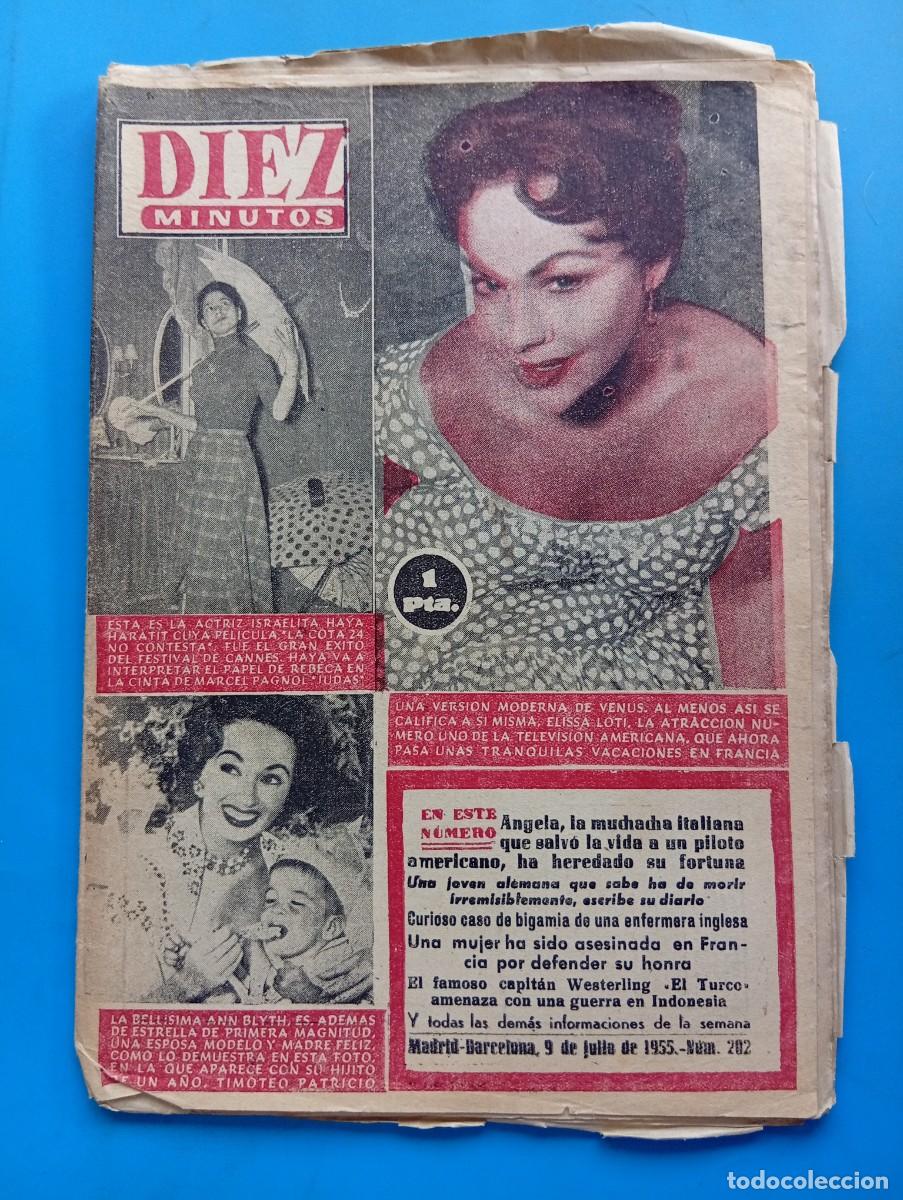 DIEZ
MINUTOS
1
Pta.
ESTA ES LA ACTRIZ ISRAELITA HAYA
HARATIT CUYA PELICULA "LA COTA 24
NO CONTESTA", FUE EL GRAN EXITO
DEL FESTIVAL DE CANNES. HAYA VA A
INTERPRETAR EL PAPEL DE REBECA EN
LA CINTA DE MARCEL PAGNOL "JUDAS"
UNA VERSION MODERNA DE VENUS. AL MENOS ASI SE
CALIFICA A SI MISMA, ELISSA LOTI, LA ATRACCION NU-
MERO UNO DE LA TELEVISION AMERICANA, QUE AHORA
PASA UNAS TRANQUILAS VACACIONES EN FRANCIA
LA BELLISIMA ANN BLYTH, ES, ADEMAS
DE ESTRELLA DE PRIMERA MAGNITUD,
UNA ESPOSA MODELO Y MADRE FELIZ,
COMO LO DEMUESTRA EN ESTA FOTO,
EN LA QUE APARECE CON SU HIJITO
DE UN AÑO, TIMOTEO PATRICIO
EN ESTE
NÚMERO
Angela, la muchacha italiana
que salvó la vida a un piloto
americano, ha heredado su fortuna
Una joven alemana que sabe ha de morir
irremisiblemente, escribe su diario
Curioso caso de bigamia de una enfermera inglesa
Una mujer ha sido asesinada en Fran-
cia por defender su honra
El famoso capitán Westerling «El Turco»
amenaza con una guerra en Indonesia
Y todas las demás informaciones de la semana
Madrid-Barcelona, 9 de julio de 1955.-Núm. 202
todocoleccion